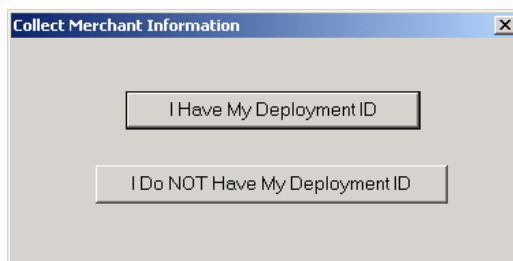 Collect Merchant Information
I Have My Deployment ID
I Do NOT Have My Deployment ID